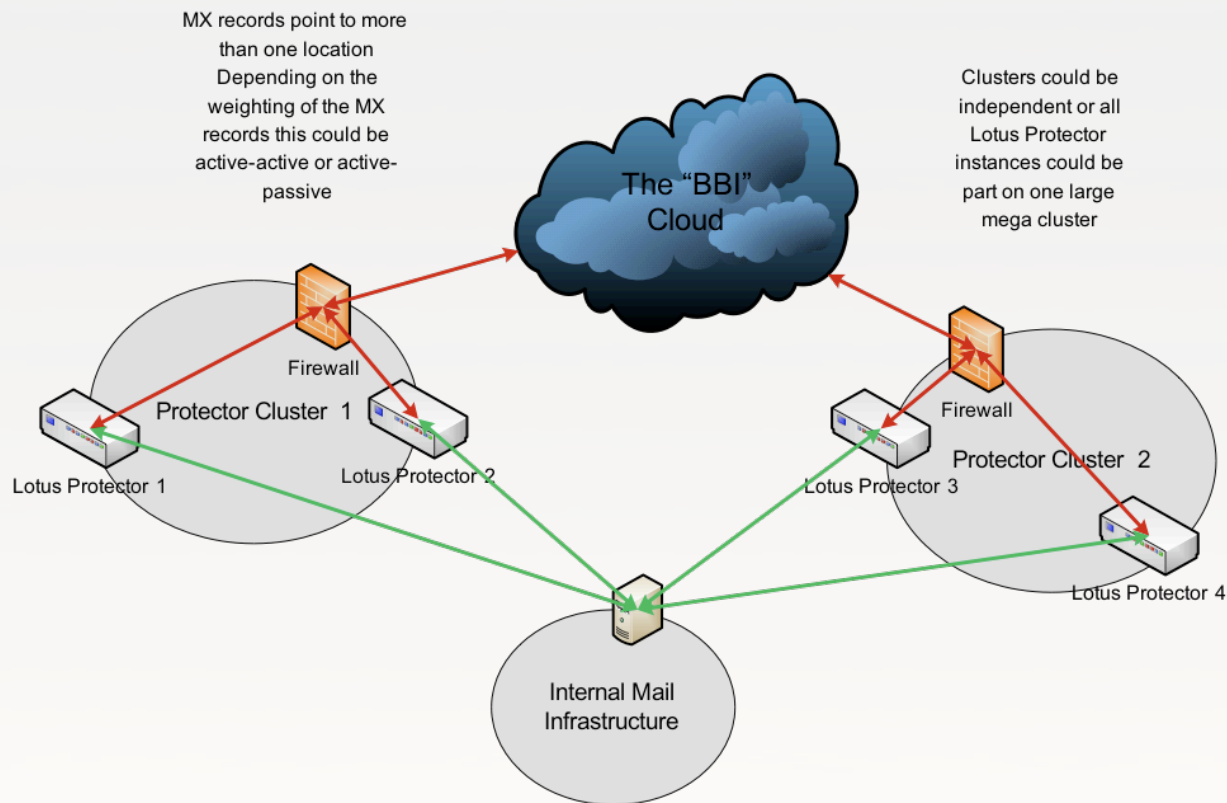 MX records point to more
than one location
Depending on the
weighting of the MX
records this could be
active-active or active-
passive
Clusters could be
independent or all
Lotus Protector
instances could be
part on one large
mega cluster
The “BBI”
Cloud
Firewall
Protector Cluster 1
Lotus Protector 1
Lotus Protector 2
Firewall
Protector Cluster 2
Lotus Protector 3
Lotus Protector 4
Internal Mail
Infrastructure